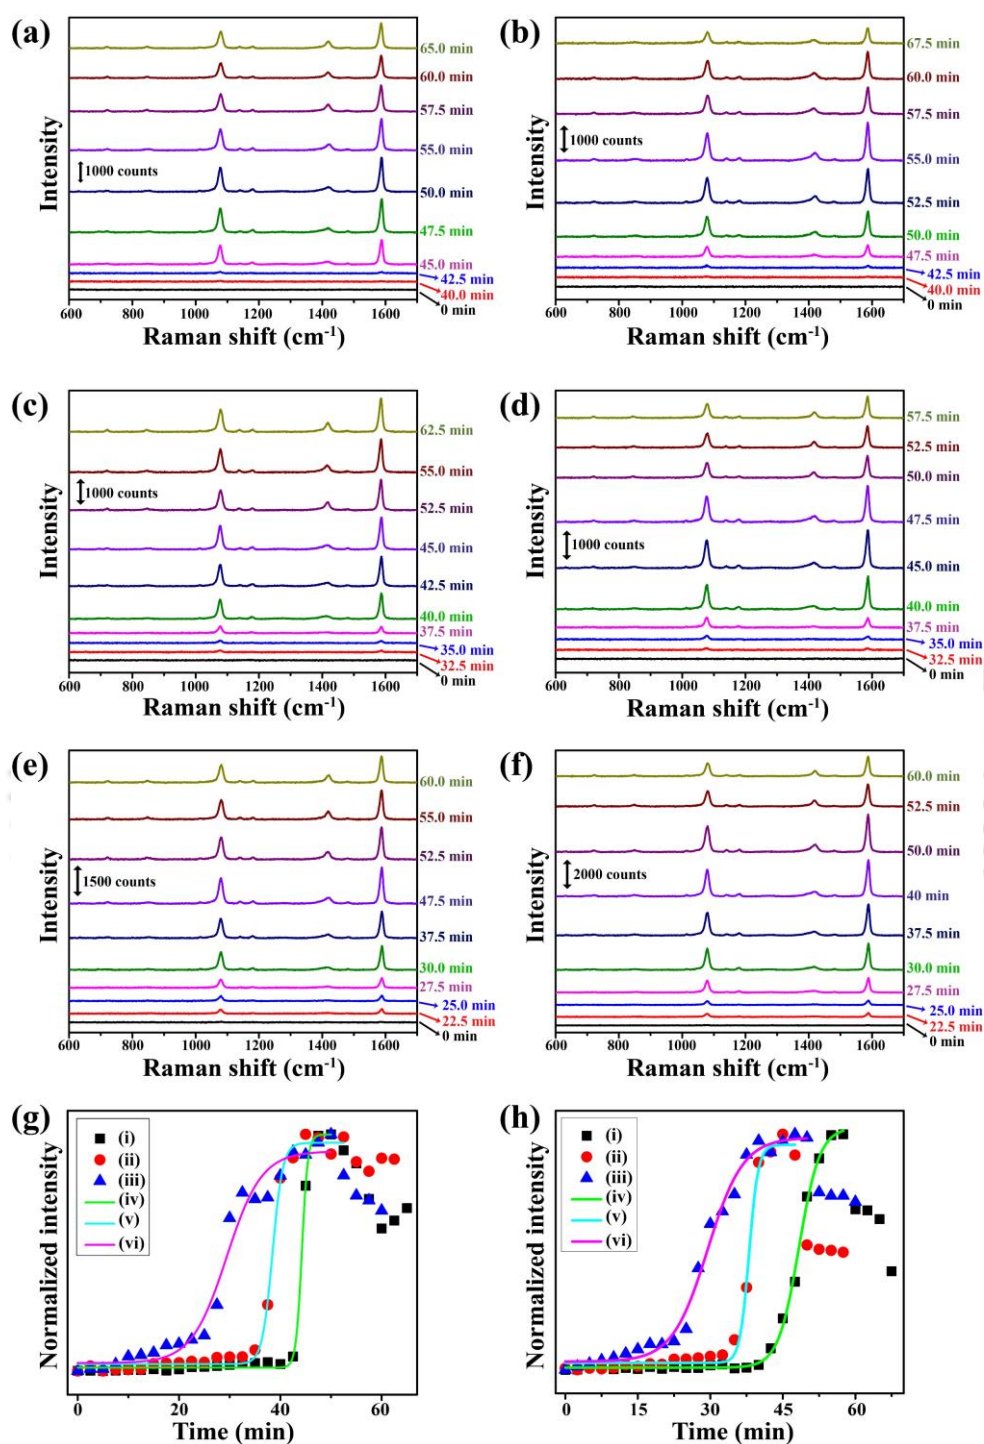 (a)
65.0 min
60.0 min
57.5 min
55.0 min
1000 counts
50.0 min
47.5 min
45.0 min
42.5 min
40.0 min
0 min
Intensity
600 800 1000 1200 1400 1600
Raman shift (cm-1)
(b)
67.5 min
60.0 min
57.5 min
1000 counts
55.0 min
52.5 min
50.0 min
47.5 min
42.5 min
40.0 min
0 min
Intensity
600 800 1000 1200 1400 1600
Raman shift (cm-1)
(c)
62.5 min
55.0 min
1000 counts
52.5 min
45.0 min
42.5 min
40.0 min
37.5 min
35.0 min
32.5 min
0 min
Intensity
600 800 1000 1200 1400 1600
Raman shift (cm-1)
(d)
57.5 min
52.5 min
50.0 min
47.5 min
1000 counts
45.0 min
40.0 min
37.5 min
35.0 min
32.5 min
0 min
Intensity
600 800 1000 1200 1400 1600
Raman shift (cm-1)
(e)
60.0 min
55.0 min
52.5 min
1500 counts
47.5 min
37.5 min
30.0 min
27.5 min
25.0 min
22.5 min
0 min
Intensity
600 800 1000 1200 1400 1600
Raman shift (cm-1)
(f)
60.0 min
52.5 min
50.0 min
2000 counts
40 min
37.5 min
30.0 min
27.5 min
25.0 min
22.5 min
0 min
Intensity
600 800 1000 1200 1400 1600
Raman shift (cm-1)
(g)
(i)
(ii)
(iii)
(iv)
(v)
(vi)
Normalized intensity
0 20 40 60
Time (min)
(h)
(i)
(ii)
(iii)
(iv)
(v)
(vi)
Normalized intensity
0 15 30 45 60
Time (min)